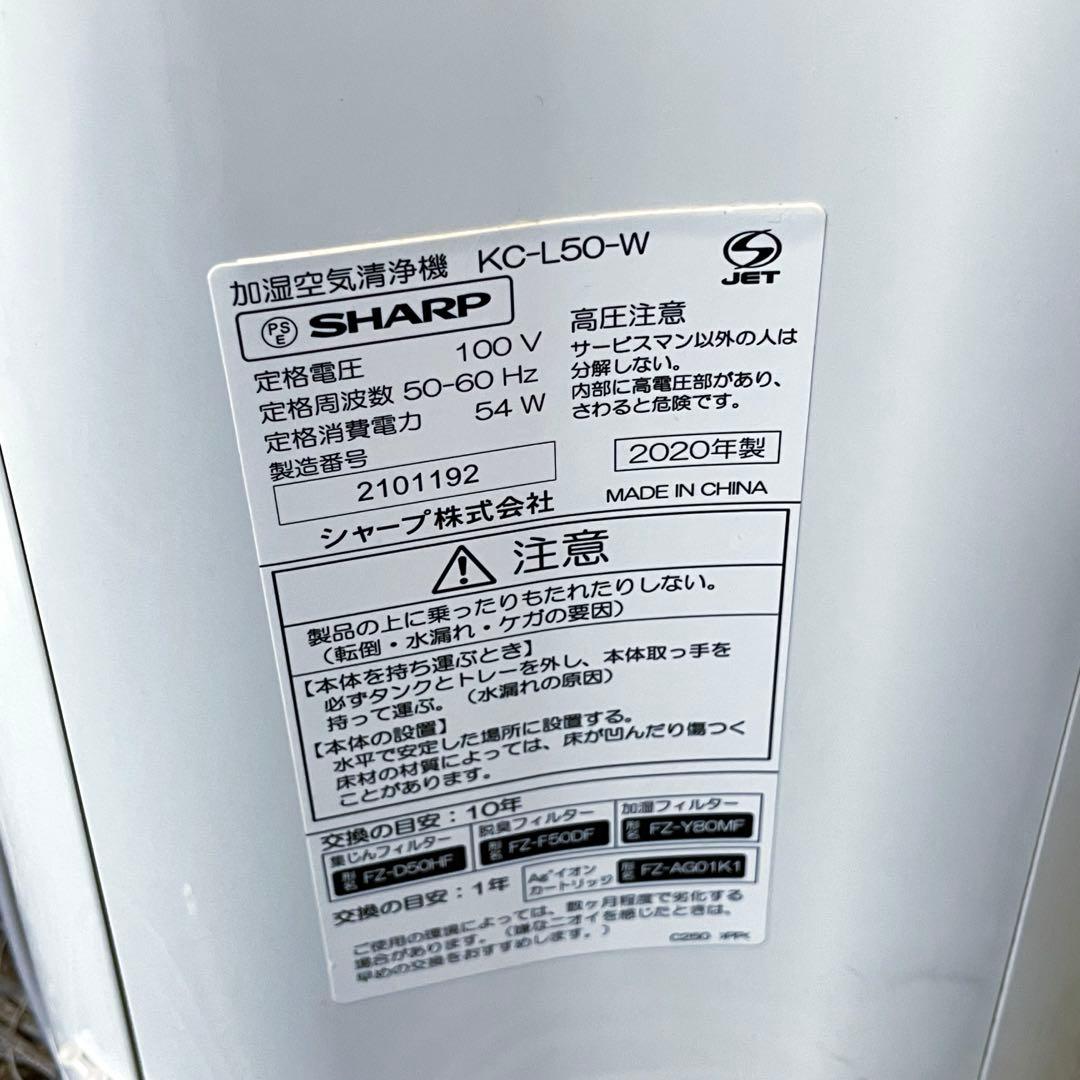 加湿空気清浄機 KC-L50-W
PSE SHARP
JET
定格電圧 100 V
定格周波数 50-60 Hz
定格消費電力 54 W
製造番号
2101192
シャープ株式会社
高圧注意
サービスマン以外の人は
分解しない。
内部に高電圧部があり、
さわると危険です。
2020年製
MADE IN CHINA
注意
製品の上に乗ったりもたれたりしない。
（転倒・水漏れ・ケガの要因）
【本体を持ち運ぶとき】
必ずタンクとトレーを外し、本体取っ手を
持って運ぶ。（水漏れの原因）
【本体の設置】
水平で安定した場所に設置する。
床材の材質によっては、床が凹んだり傷つく
ことがあります。
交換の目安：10年
集じんフィルター
形名 FZ-D50HF
脱臭フィルター
形名 FZ-F50DF
加湿フィルター
形名 FZ-Y80MF
交換の目安：1年
Ag⁺イオン
カートリッジ
形名 FZ-AG01K1
ご使用の環境によっては、数ヶ月程度で劣化する
場合があります。（嫌なニオイを感じたときは、
早めの交換をおすすめします。）